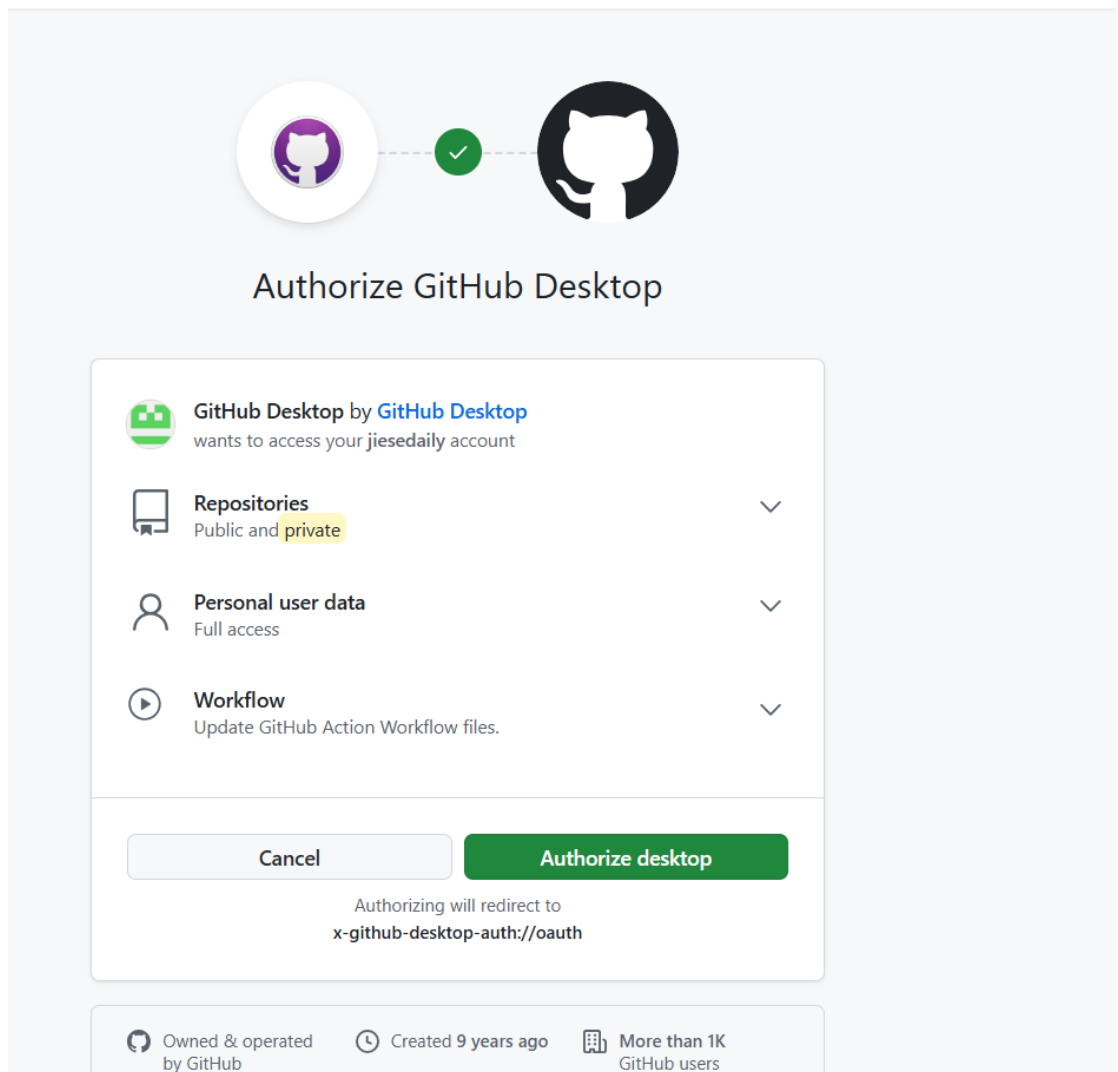 Authorize GitHub Desktop
GitHub Desktop by GitHub Desktop
wants to access your jiesedaily account
Repositories
Public and private
Personal user data
Full access
Workflow
Update GitHub Action Workflow files.
Cancel
Authorize desktop
Authorizing will redirect to
x-github-desktop-auth://oauth
Owned & operated
by GitHub
Created 9 years ago
More than 1K
GitHub users